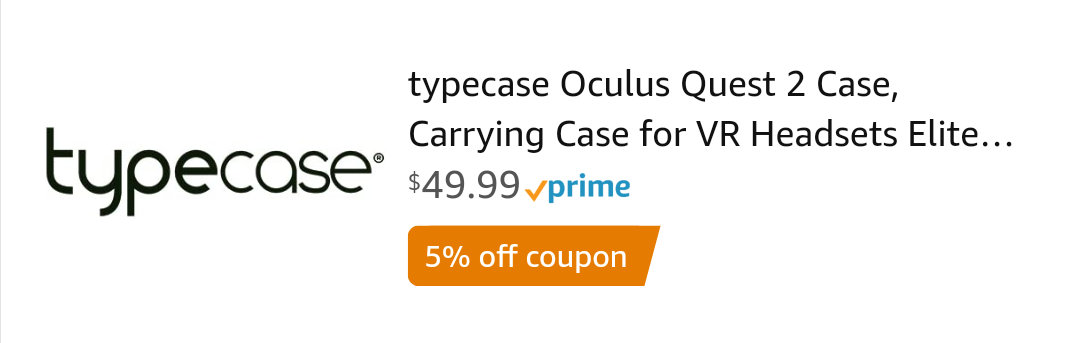 typecase®
typecase Oculus Quest 2 Case,
Carrying Case for VR Headsets Elite...
$49.99 prime
5% off coupon